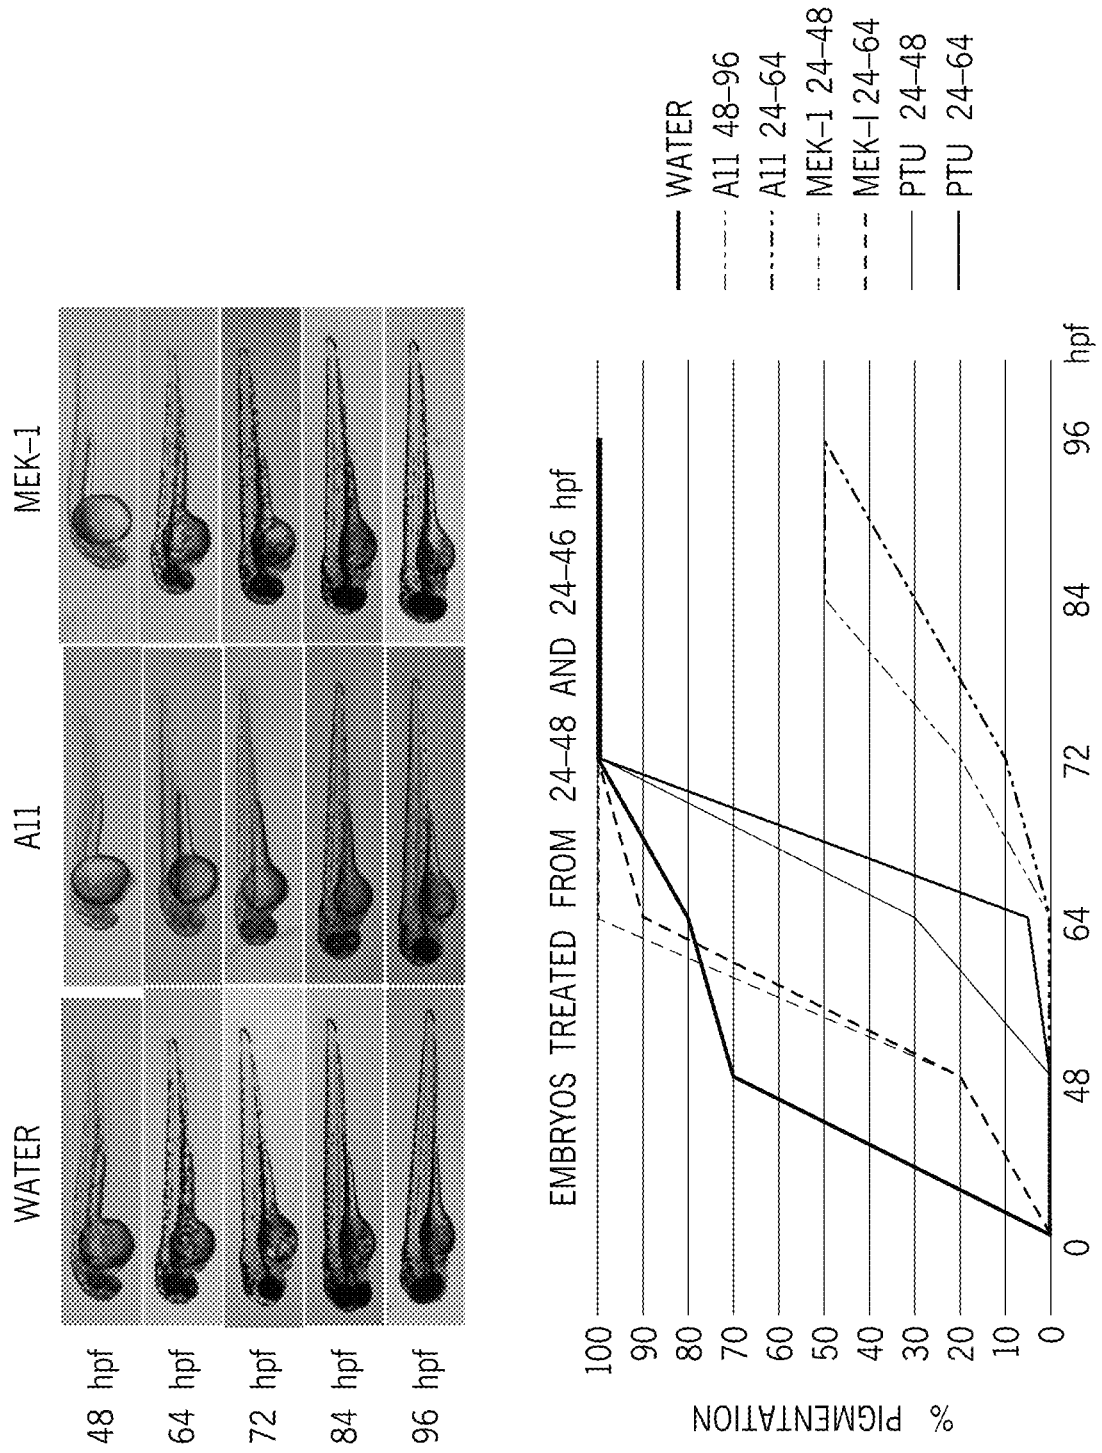 WATER
A11
MEK-1
48 hpf
64 hpf
72 hpf
84 hpf
96 hpf
EMBRYOS TREATED FROM 24-48 AND 24-46 hpf
% PIGMENTATION
100
90
80
70
60
50
40
30
20
10
0
0
48
64
72
84
96
hpf
WATER
A11 48-96
A11 24-64
MEK-1 24-48
MEK-I 24-64
PTU 24-48
PTU 24-64